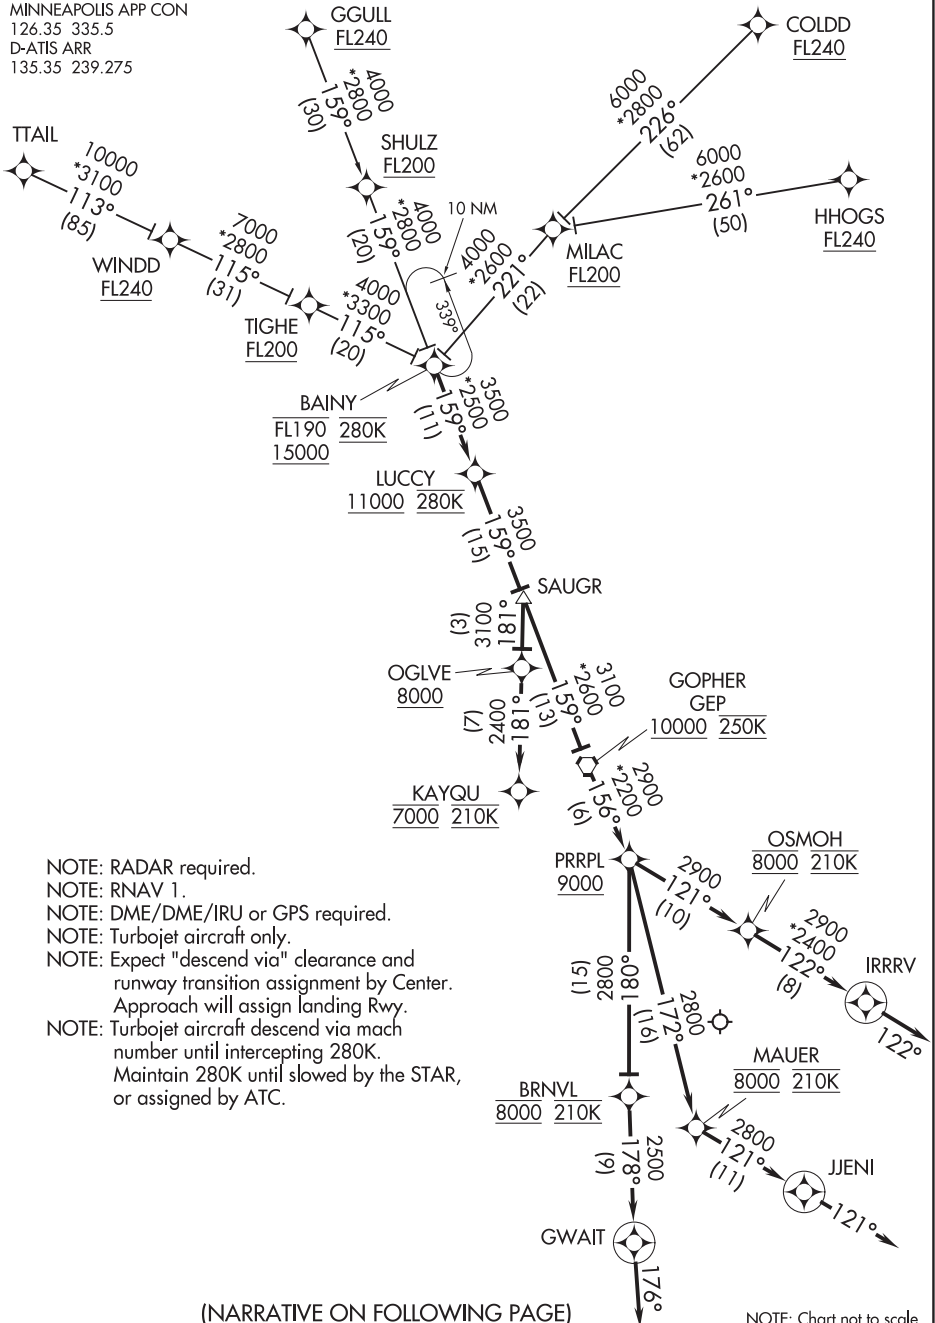 MINNEAPOLIS APP CON
126.35 335.5
D-ATIS ARR
135.35 239.275
GGULL
FL240
COLDD
FL240
4000
*2800
159°
(30)
6000
*2800
226°
(62)
TTAIL
10000
*3100
113°
(85)
SHULZ
FL200
6000
*2600
261°
(50)
HHOGS
FL240
WINDD
FL240
7000
*2800
115°
(31)
4000
*2800
159°
(20)
10 NM
339°
4000
*2600
221°
(22)
MILAC
FL200
TIGHE
FL200
4000
*3300
115°
(20)
BAINY
FL190 280K
15000
3500
*2500
159°
(11)
LUCCY
11000 280K
3500
159°
(15)
SAUGR
181°
3100
(3)
OGLVE
8000
3100
*2600
159°
(13)
GOPHER
GEP
10000 250K
181°
2400
(7)
KAYQU
7000 210K
2900
*2200
156°
(6)
PRRPL
9000
OSMOH
8000 210K
2900
121°
(10)
2900
*2400
122°
(8)
IRRRV
122°
NOTE: RADAR required.
NOTE: RNAV 1.
NOTE: DME/DME/IRU or GPS required.
NOTE: Turbojet aircraft only.
NOTE: Expect "descend via" clearance and
runway transition assignment by Center.
Approach will assign landing Rwy.
NOTE: Turbojet aircraft descend via mach
number until intercepting 280K.
Maintain 280K until slowed by the STAR,
or assigned by ATC.
180°
2800
(15)
2800
172°
(16)
MAUER
8000 210K
BRNVL
8000 210K
2800
121°
(11)
JJENI
121°
2500
178°
(9)
GWAIT
176°
(NARRATIVE ON FOLLOWING PAGE)
NOTE: Chart not to scale